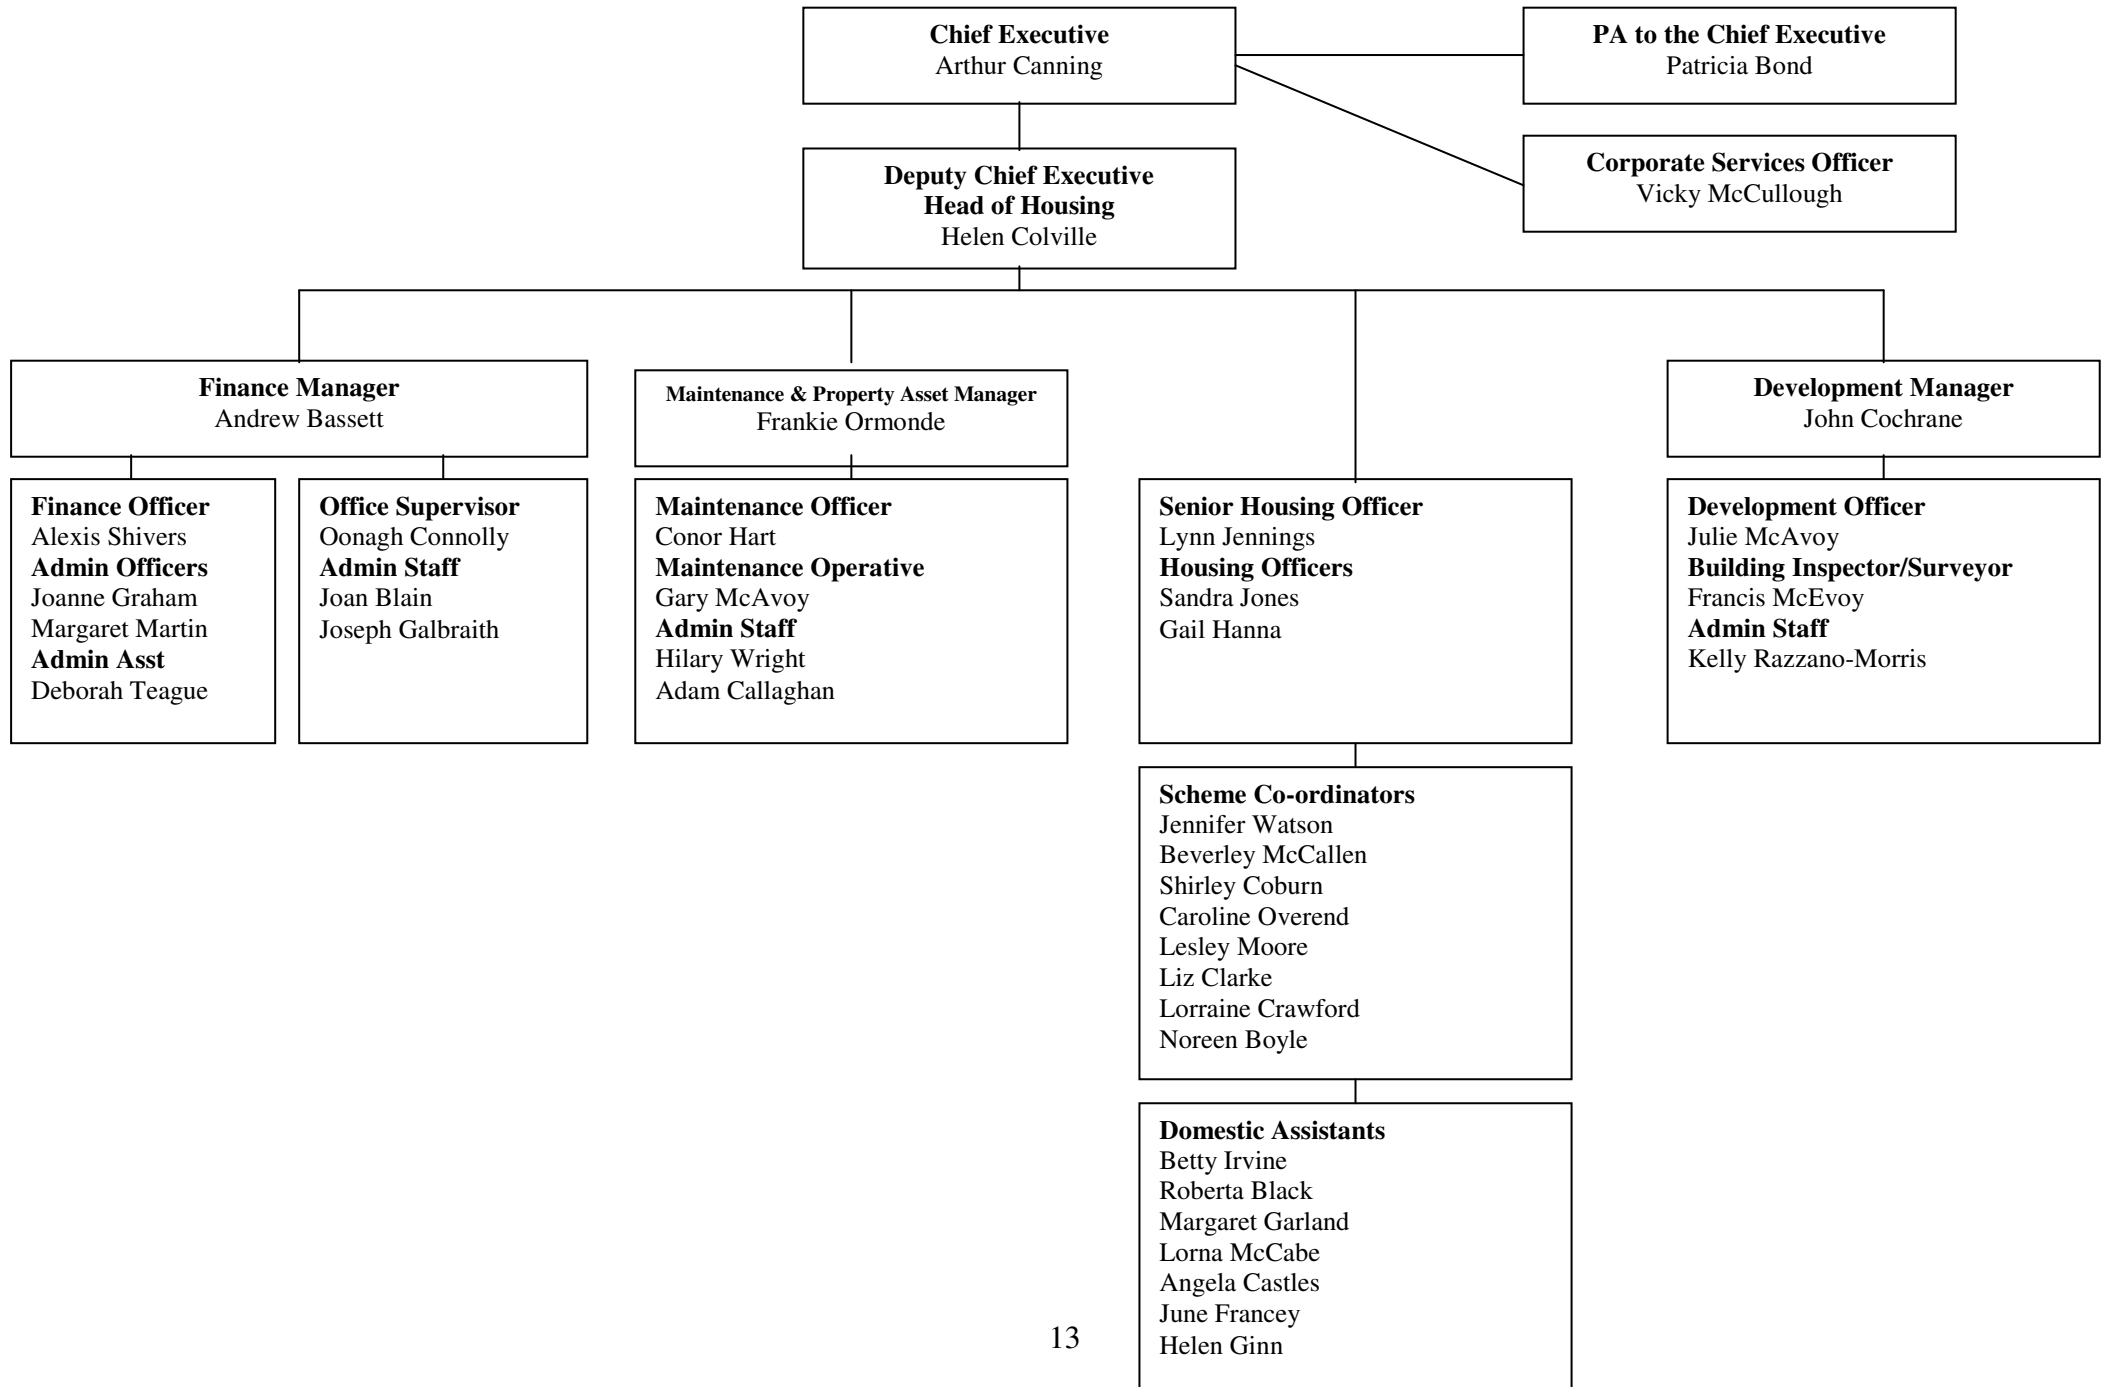 Chief Executive
Arthur Canning
PA to the Chief Executive
Patricia Bond
Corporate Services Officer
Vicky McCullough
Deputy Chief Executive
Head of Housing
Helen Colville
Finance Manager
Andrew Bassett
Maintenance & Property Asset Manager
Frankie Ormonde
Development Manager
John Cochrane
Finance Officer
Alexis Shivers
Admin Officers
Joanne Graham
Margaret Martin
Admin Asst
Deborah Teague
Office Supervisor
Oonagh Connolly
Admin Staff
Joan Blain
Joseph Galbraith
Maintenance Officer
Conor Hart
Maintenance Operative
Gary McAvoy
Admin Staff
Hilary Wright
Adam Callaghan
Senior Housing Officer
Lynn Jennings
Housing Officers
Sandra Jones
Gail Hanna
Development Officer
Julie McAvoy
Building Inspector/Surveyor
Francis McEvoy
Admin Staff
Kelly Razzano-Morris
Scheme Co-ordinators
Jennifer Watson
Beverley McCallen
Shirley Coburn
Caroline Overend
Lesley Moore
Liz Clarke
Lorraine Crawford
Noreen Boyle
Domestic Assistants
Betty Irvine
Roberta Black
Margaret Garland
Lorna McCabe
Angela Castles
June Francey
Helen Ginn
13